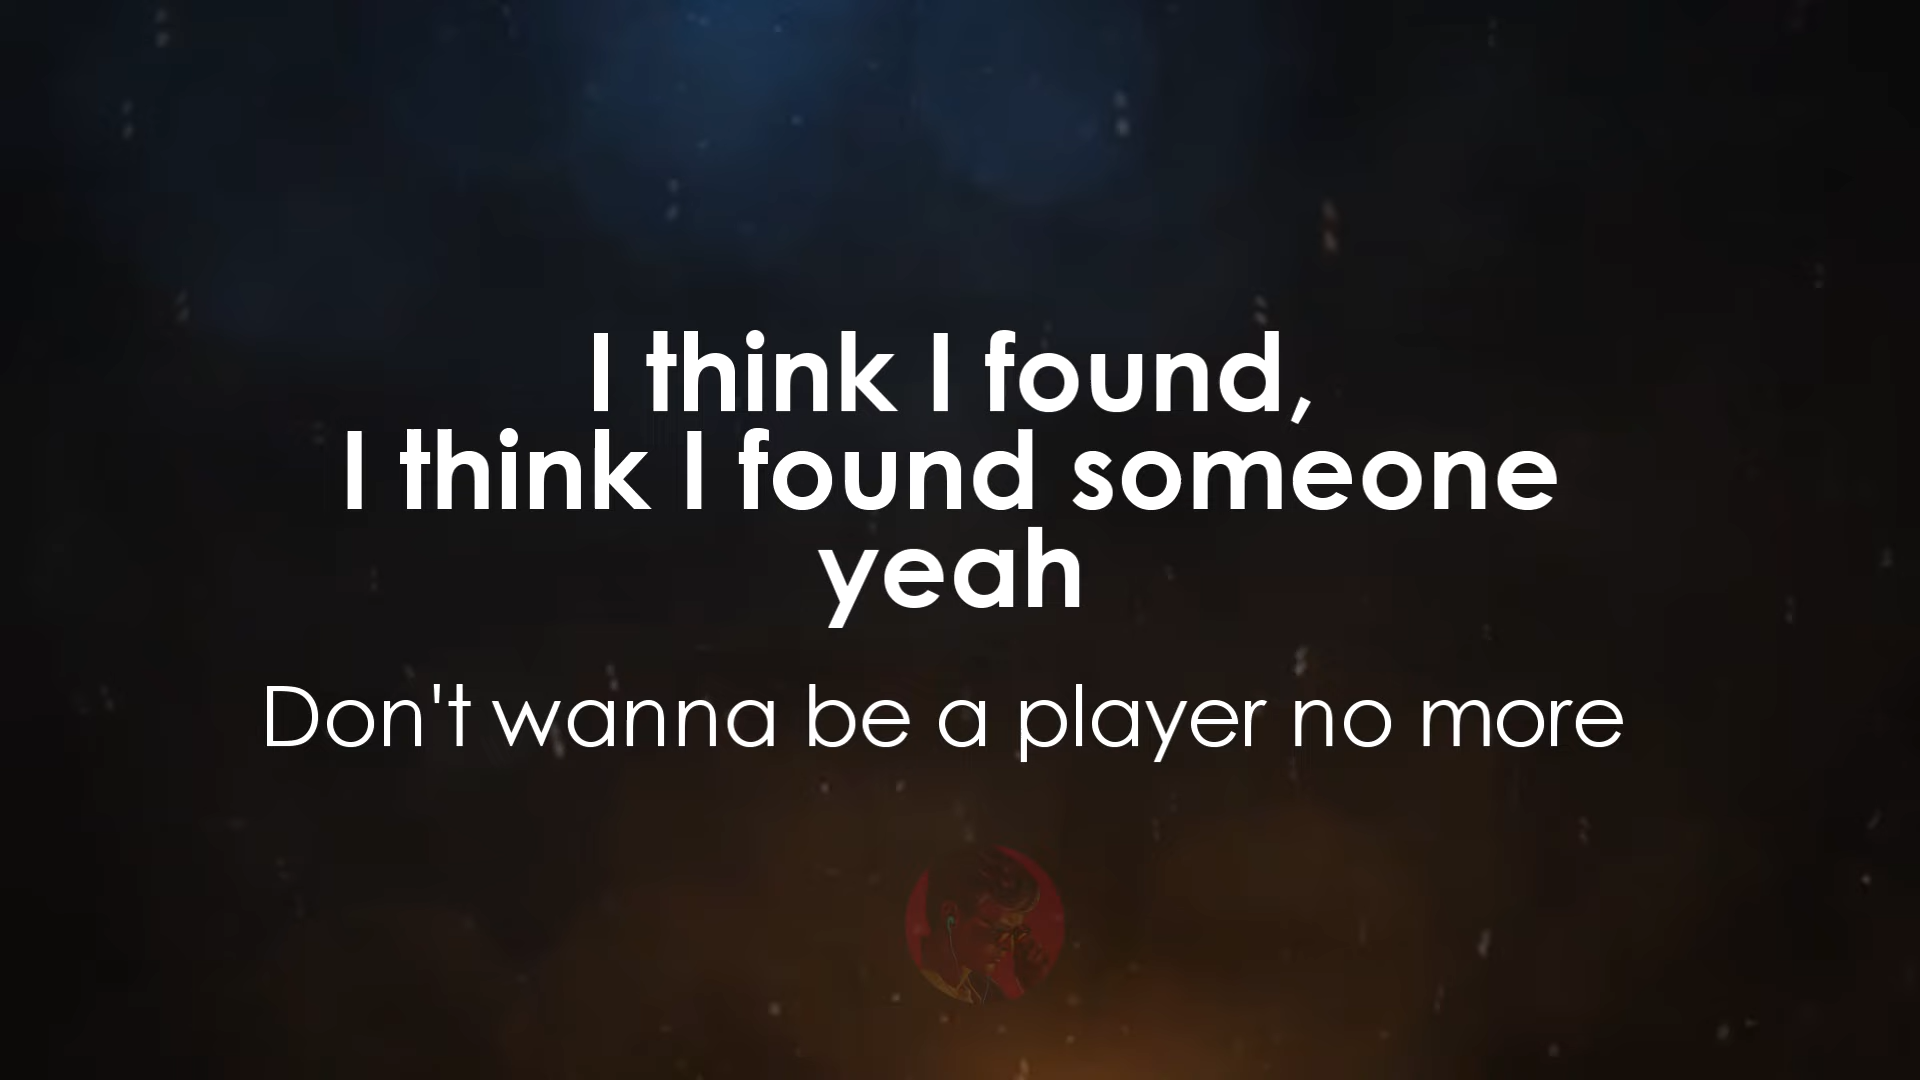 I think I found,
I think I found someone
yeah
Don't wanna be a player no more